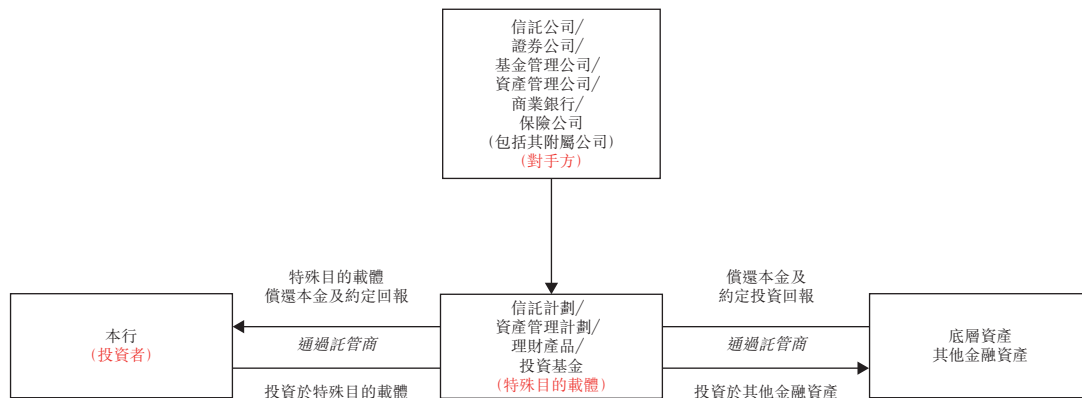 信託公司/
證券公司/
基金管理公司/
資產管理公司/
商業銀行/
保險公司
(包括其附屬公司)
(對手方)
特殊目的載體
償還本金及約定回報
償還本金及
約定投資回報
本行
(投資者)
通過託管商
信託計劃/
資產管理計劃/
理財產品/
投資基金
(特殊目的載體)
通過託管商
底層資產
其他金融資產
投資於特殊目的載體
投資於其他金融資產